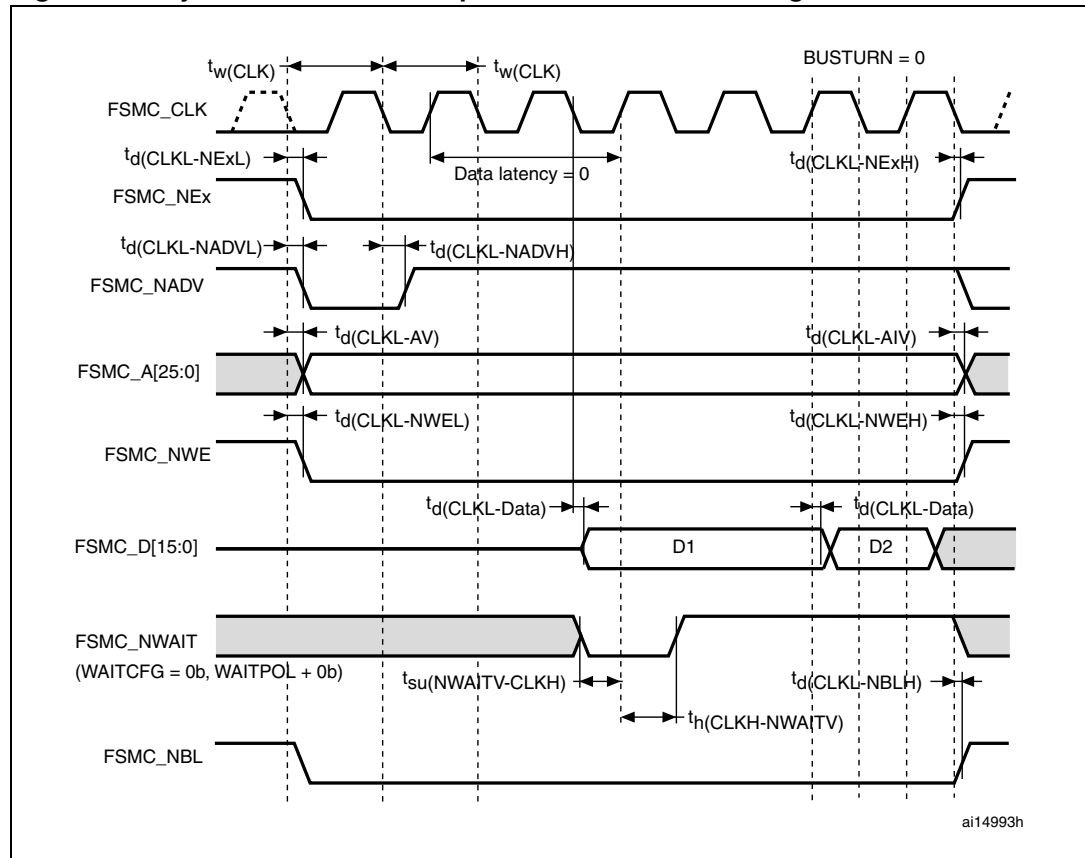 BUSTURN = 0
tw(CLK)
tw(CLK)
FSMC_CLK
td(CLKL-NExL)
Data latency = 0
td(CLKL-NExH)
FSMC_NEx
td(CLKL-NADVL)
td(CLKL-NADVH)
FSMC_NADV
td(CLKL-AV)
td(CLKL-AIV)
FSMC_A[25:0]
td(CLKL-NWEL)
td(CLKL-NWEH)
FSMC_NWE
td(CLKL-Data)
td(CLKL-Data)
FSMC_D[15:0]
D1
D2
FSMC_NWAIT
(WAITCFG = 0b, WAITPOL + 0b)
tsu(NWAITV-CLKH)
td(CLKL-NBLH)
th(CLKH-NWAITV)
FSMC_NBL
ai14993h